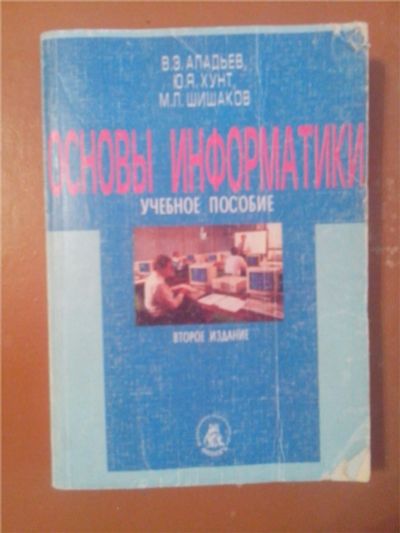 В.З. АЛАДЬЕВ,
Ю.Я. ХУНТ,
М.Л. ШИШАКОВ
ОСНОВЫ ИНФОРМАТИКИ
УЧЕБНОЕ ПОСОБИЕ
ВТОРОЕ ИЗДАНИЕ